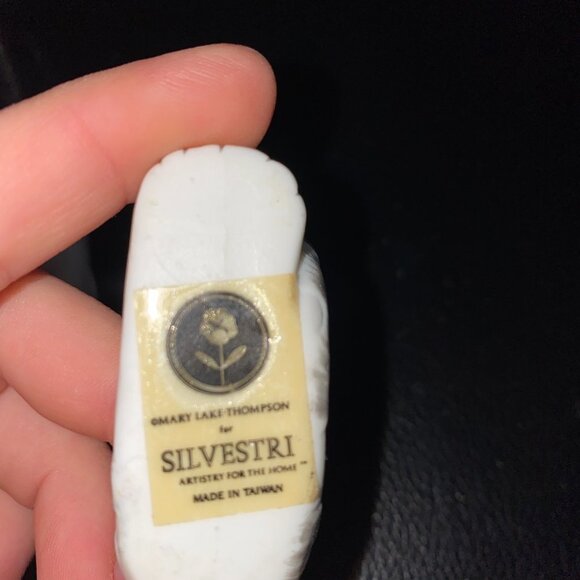 ©MARY LAKE-THOMPSON
for
SILVESTRI
ARTISTRY FOR THE HOME™
MADE IN TAIWAN